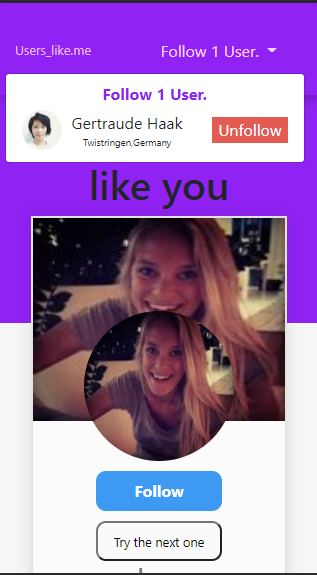 Users_like.me
Follow 1 User.
Follow 1 User.
Gertraude Haak
Unfollow
Twistringen,Germany
like you
Follow
Try the next one